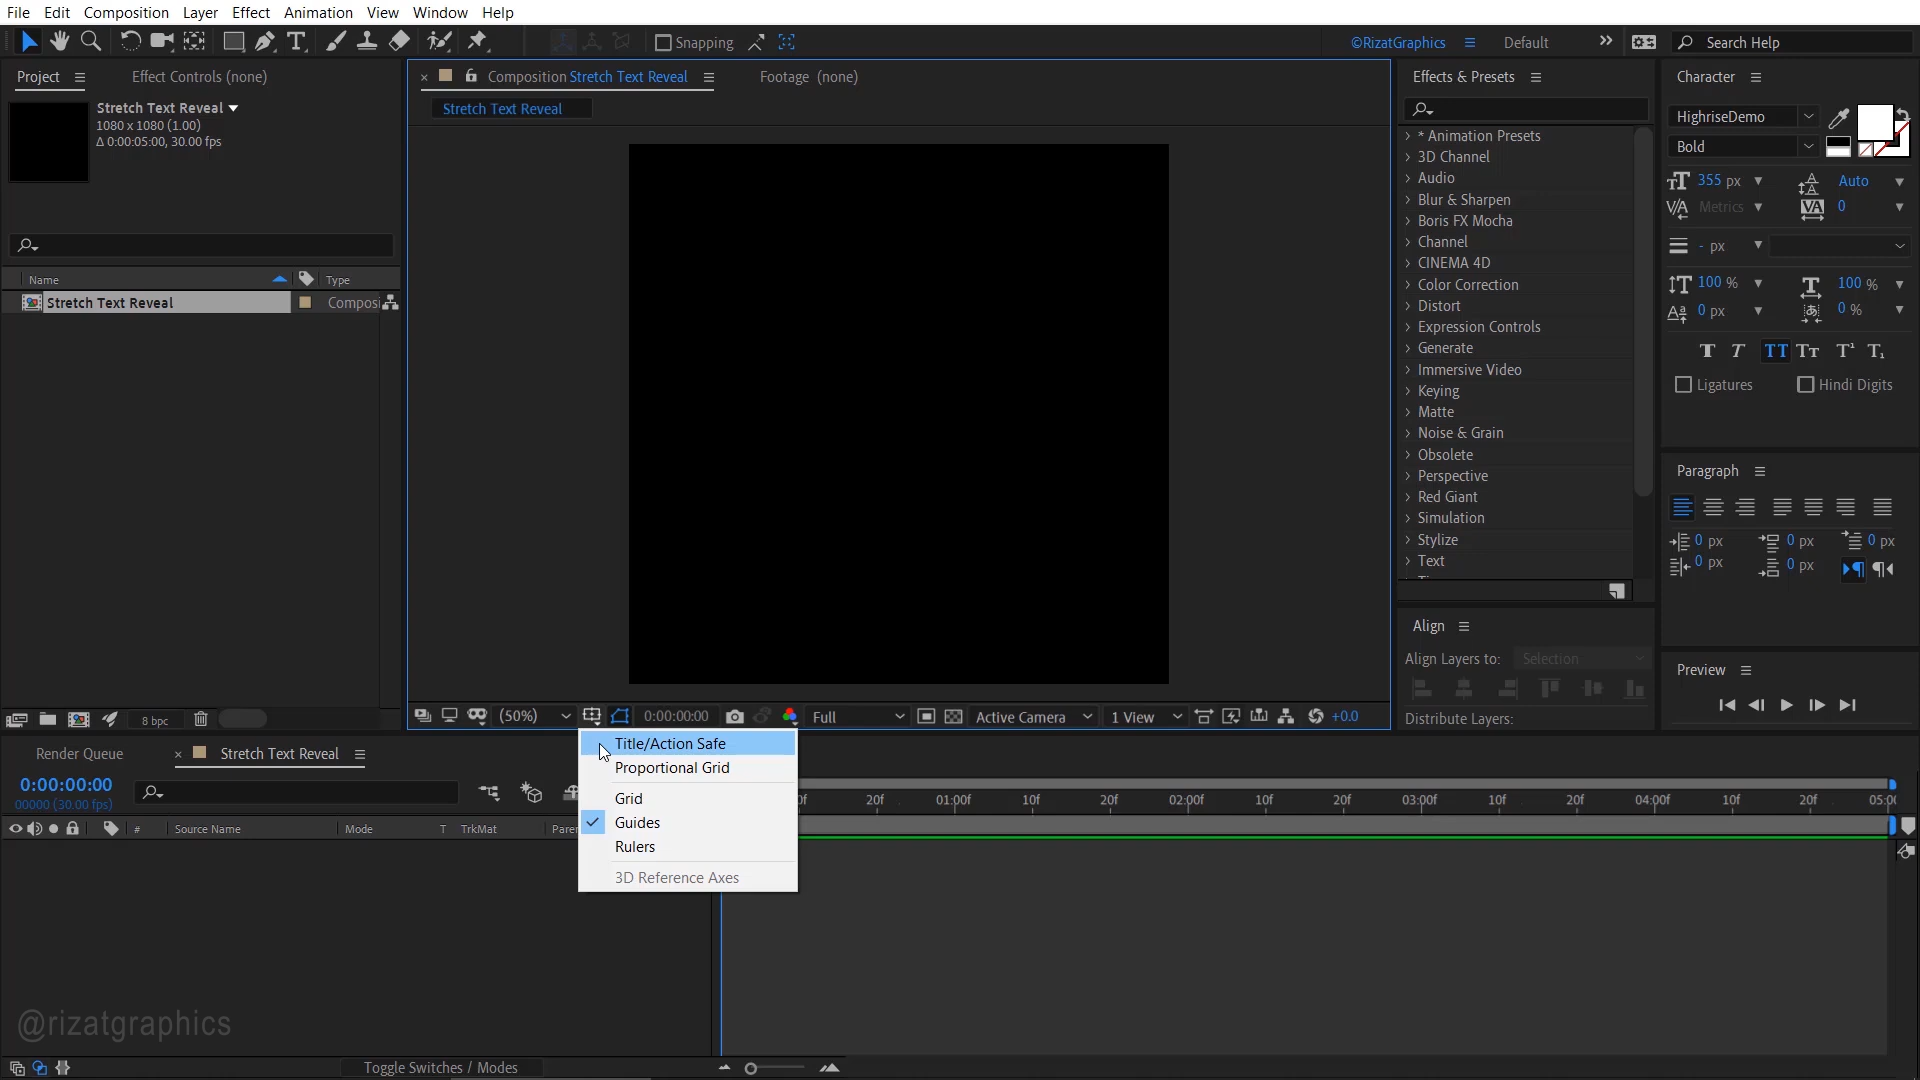 File Edit Composition Layer Effect Animation View Window Help
Snapping
©RizatGraphics Default Search Help
Project Effect Controls (none)
Stretch Text Reveal
1080 x 1080 (1.00)
Δ 0:00:05:00, 30.00 fps
Name Type
Stretch Text Reveal Composi
8 bpc
Composition Stretch Text Reveal Footage (none)
Stretch Text Reveal
(50%) 0:00:00:00 Full Active Camera 1 View +0.0
Title/Action Safe
Proportional Grid
Grid
Guides
Rulers
3D Reference Axes
Effects & Presets
* Animation Presets
3D Channel
Audio
Blur & Sharpen
Boris FX Mocha
Channel
CINEMA 4D
Color Correction
Distort
Expression Controls
Generate
Immersive Video
Keying
Matte
Noise & Grain
Obsolete
Perspective
Red Giant
Simulation
Stylize
Text
Align
Align Layers to: Selection
Distribute Layers:
Character
HighriseDemo
Bold
355 px Auto
Metrics 0
- px
100 % 100 %
0 px 0 %
Ligatures Hindi Digits
Paragraph
0 px 0 px 0 px
0 px 0 px
Preview
Render Queue Stretch Text Reveal
0:00:00:00
00000 (30.00 fps)
# Source Name Mode T TrkMat Paren
0f 20f 01:00f 10f 20f 02:00f 10f 20f 03:00f 10f 20f 04:00f 10f 20f 05:00
@rizatgraphics
Toggle Switches / Modes